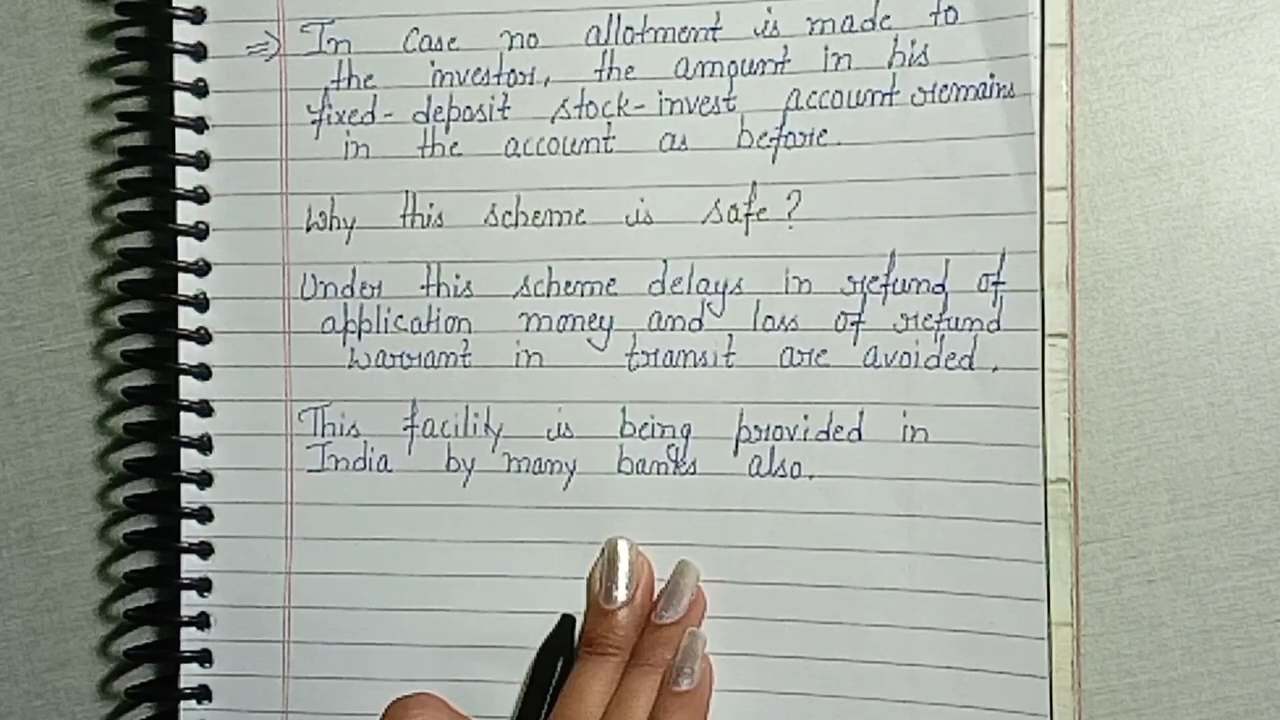 ⇒ In case no allotment is made to
the investor, the amount in his
fixed-deposit stock-invest account remains
in the account as before.
Why this scheme is safe?
Under this scheme delays in refund of
application money and loss of refund
warrant in transit are avoided.
This facility is being provided in
India by many banks also.